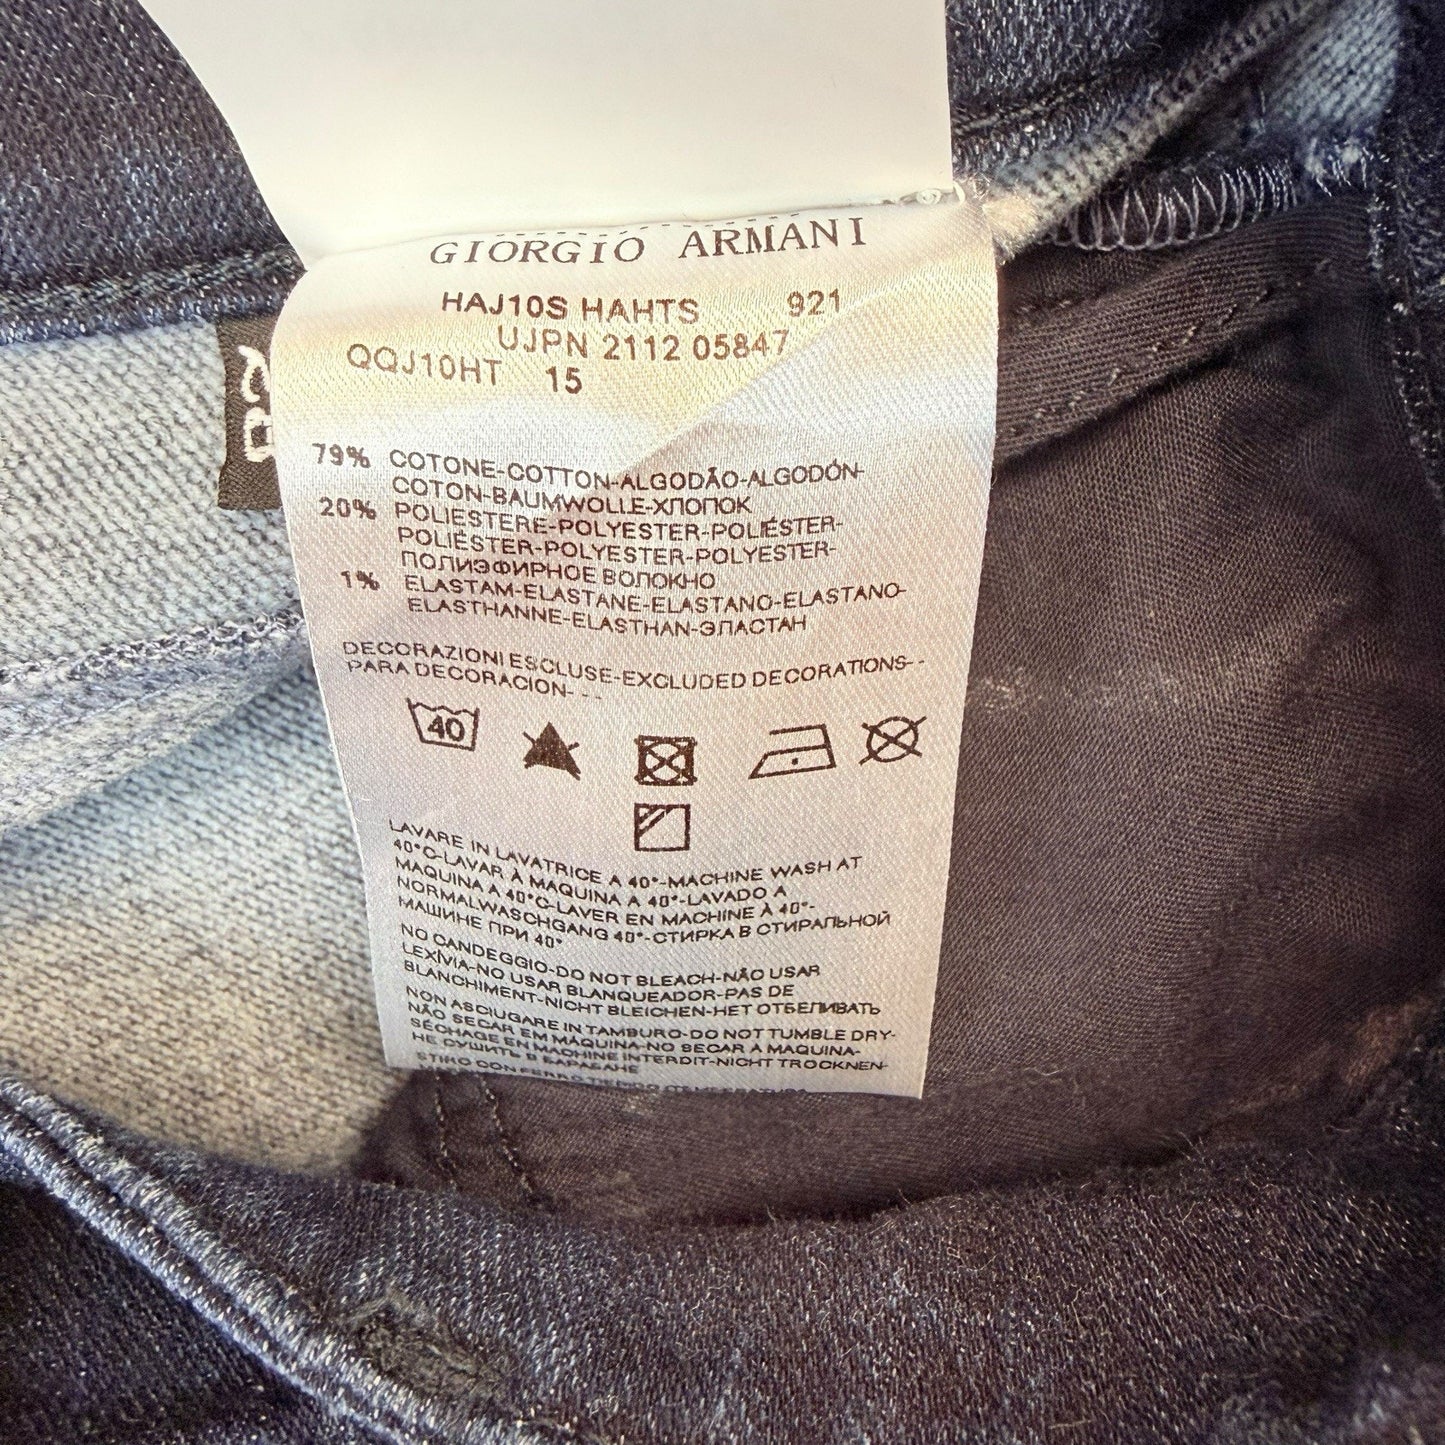 GIORGIO ARMANI
HAJ10S HAHTS 921
UJPN 2112 05847
QQJ10HT 15
79% COTONE-COTTON-ALGODÃO-ALGODÓN-
COTON-BAUMWOLLE-ХЛОПОК
20% POLIESTERE-POLYESTER-POLIÉSTER-
POLIÉSTER-POLYESTER-POLYESTER-
ПОЛИЭФИРНОЕ ВОЛОКНО
1% ELASTAM-ELASTANE-ELASTANO-ELASTANO-
ELASTHANNE-ELASTHAN-ЭЛАСТАН
DECORAZIONI ESCLUSE-EXCLUDED DECORATIONS--
PARA DECORACION---
40
LAVARE IN LAVATRICE A 40°-MACHINE WASH AT
40°C-LAVAR À MAQUINA A 40°-LAVADO A
MAQUINA A 40°C-LAVER EN MACHINE À 40°-
NORMALWASCHGANG 40°-СТИРКА В СТИРАЛЬНОЙ
МАШИНЕ ПРИ 40°
NO CANDEGGIO-DO NOT BLEACH-NÃO USAR
LEXÍVIA-NO USAR BLANQUEADOR-PAS DE
BLANCHIMENT-NICHT BLEICHEN-НЕТ ОТБЕЛИВАТЬ
NON ASCIUGARE IN TAMBURO-DO NOT TUMBLE DRY-
NÃO SECAR EM MÁQUINA-NO SECAR A MAQUINA-
SÉCHAGE EN MACHINE INTERDIT-NICHT TROCKNEN-
НЕ СУШИТЬ В БАРАБАНЕ
STIRO CON FERRO TIEPIDO